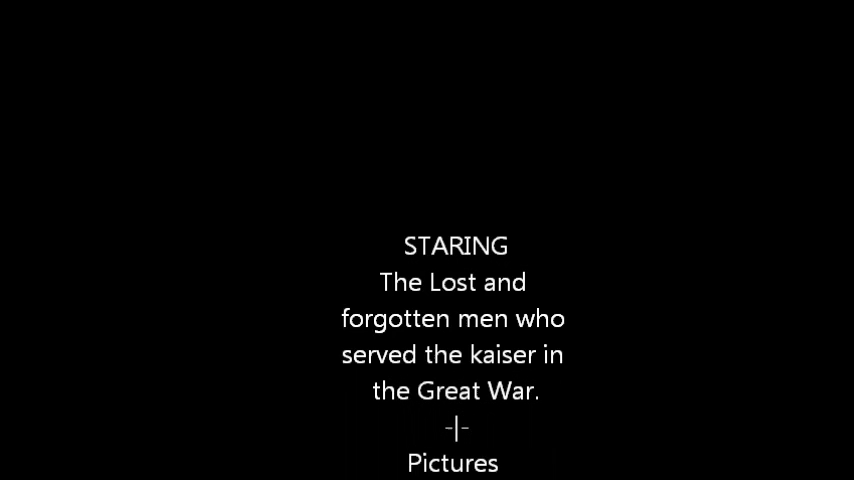 STARING
The Lost and
forgotten men who
served the kaiser in
the Great War.
-|-
Pictures